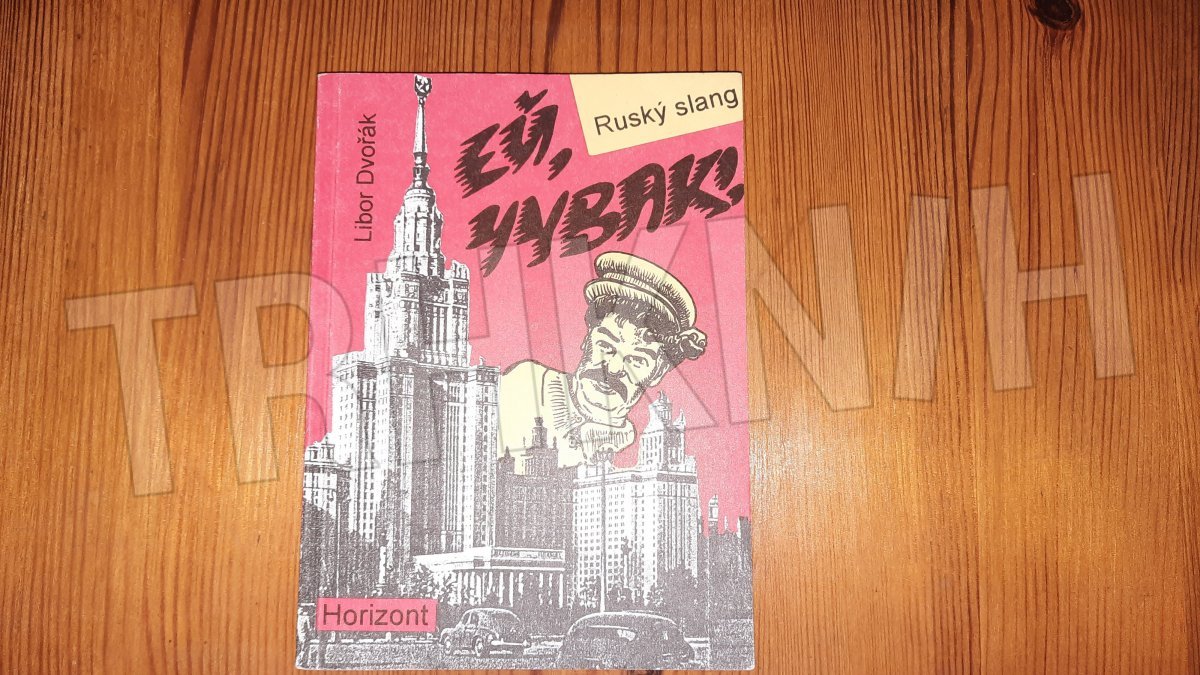 Ruský slang
Libor Dvořák
ЕЙ,
ЧУВАК!
TRHKNIH
Horizont